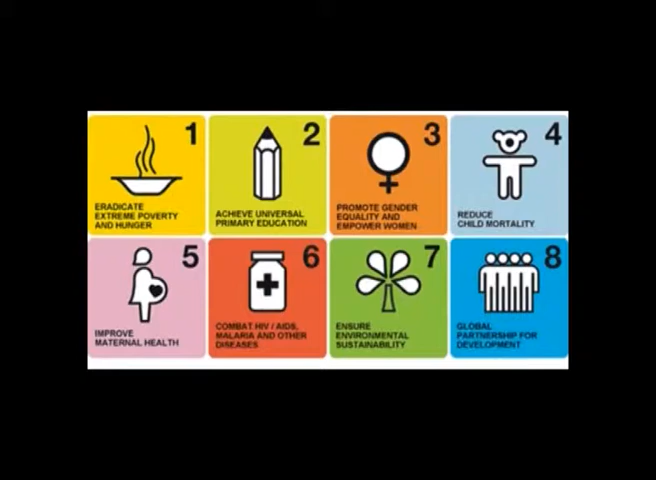 1
ERADICATE
EXTREME POVERTY
AND HUNGER
2
ACHIEVE UNIVERSAL
PRIMARY EDUCATION
3
PROMOTE GENDER
EQUALITY AND
EMPOWER WOMEN
4
REDUCE
CHILD MORTALITY
5
IMPROVE
MATERNAL HEALTH
6
COMBAT HIV / AIDS,
MALARIA AND OTHER
DISEASES
7
ENSURE
ENVIRONMENTAL
SUSTAINABILITY
8
GLOBAL
PARTNERSHIP FOR
DEVELOPMENT